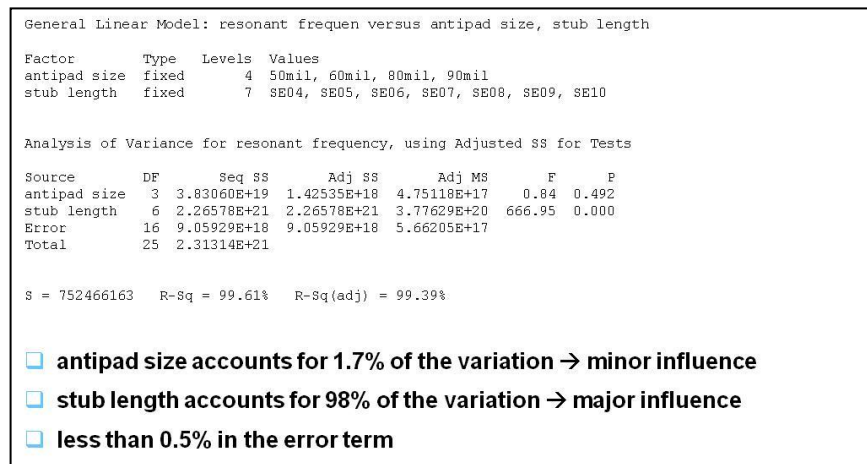 General Linear Model: resonant frequen versus antipad size, stub length
Factor Type Levels Values
antipad size fixed 4 50mil, 60mil, 80mil, 90mil
stub length fixed 7 SE04, SE05, SE06, SE07, SE08, SE09, SE10
Analysis of Variance for resonant frequency, using Adjusted SS for Tests
Source DF Seq SS Adj SS Adj MS F P
antipad size 3 3.83060E+19 1.42535E+18 4.75118E+17 0.84 0.492
stub length 6 2.26578E+21 2.26578E+21 3.77629E+20 666.95 0.000
Error 16 9.05929E+18 9.05929E+18 5.66205E+17
Total 25 2.31314E+21
S = 752466163 R-Sq = 99.61% R-Sq(adj) = 99.39%
antipad size accounts for 1.7% of the variation → minor influence
stub length accounts for 98% of the variation → major influence
less than 0.5% in the error term